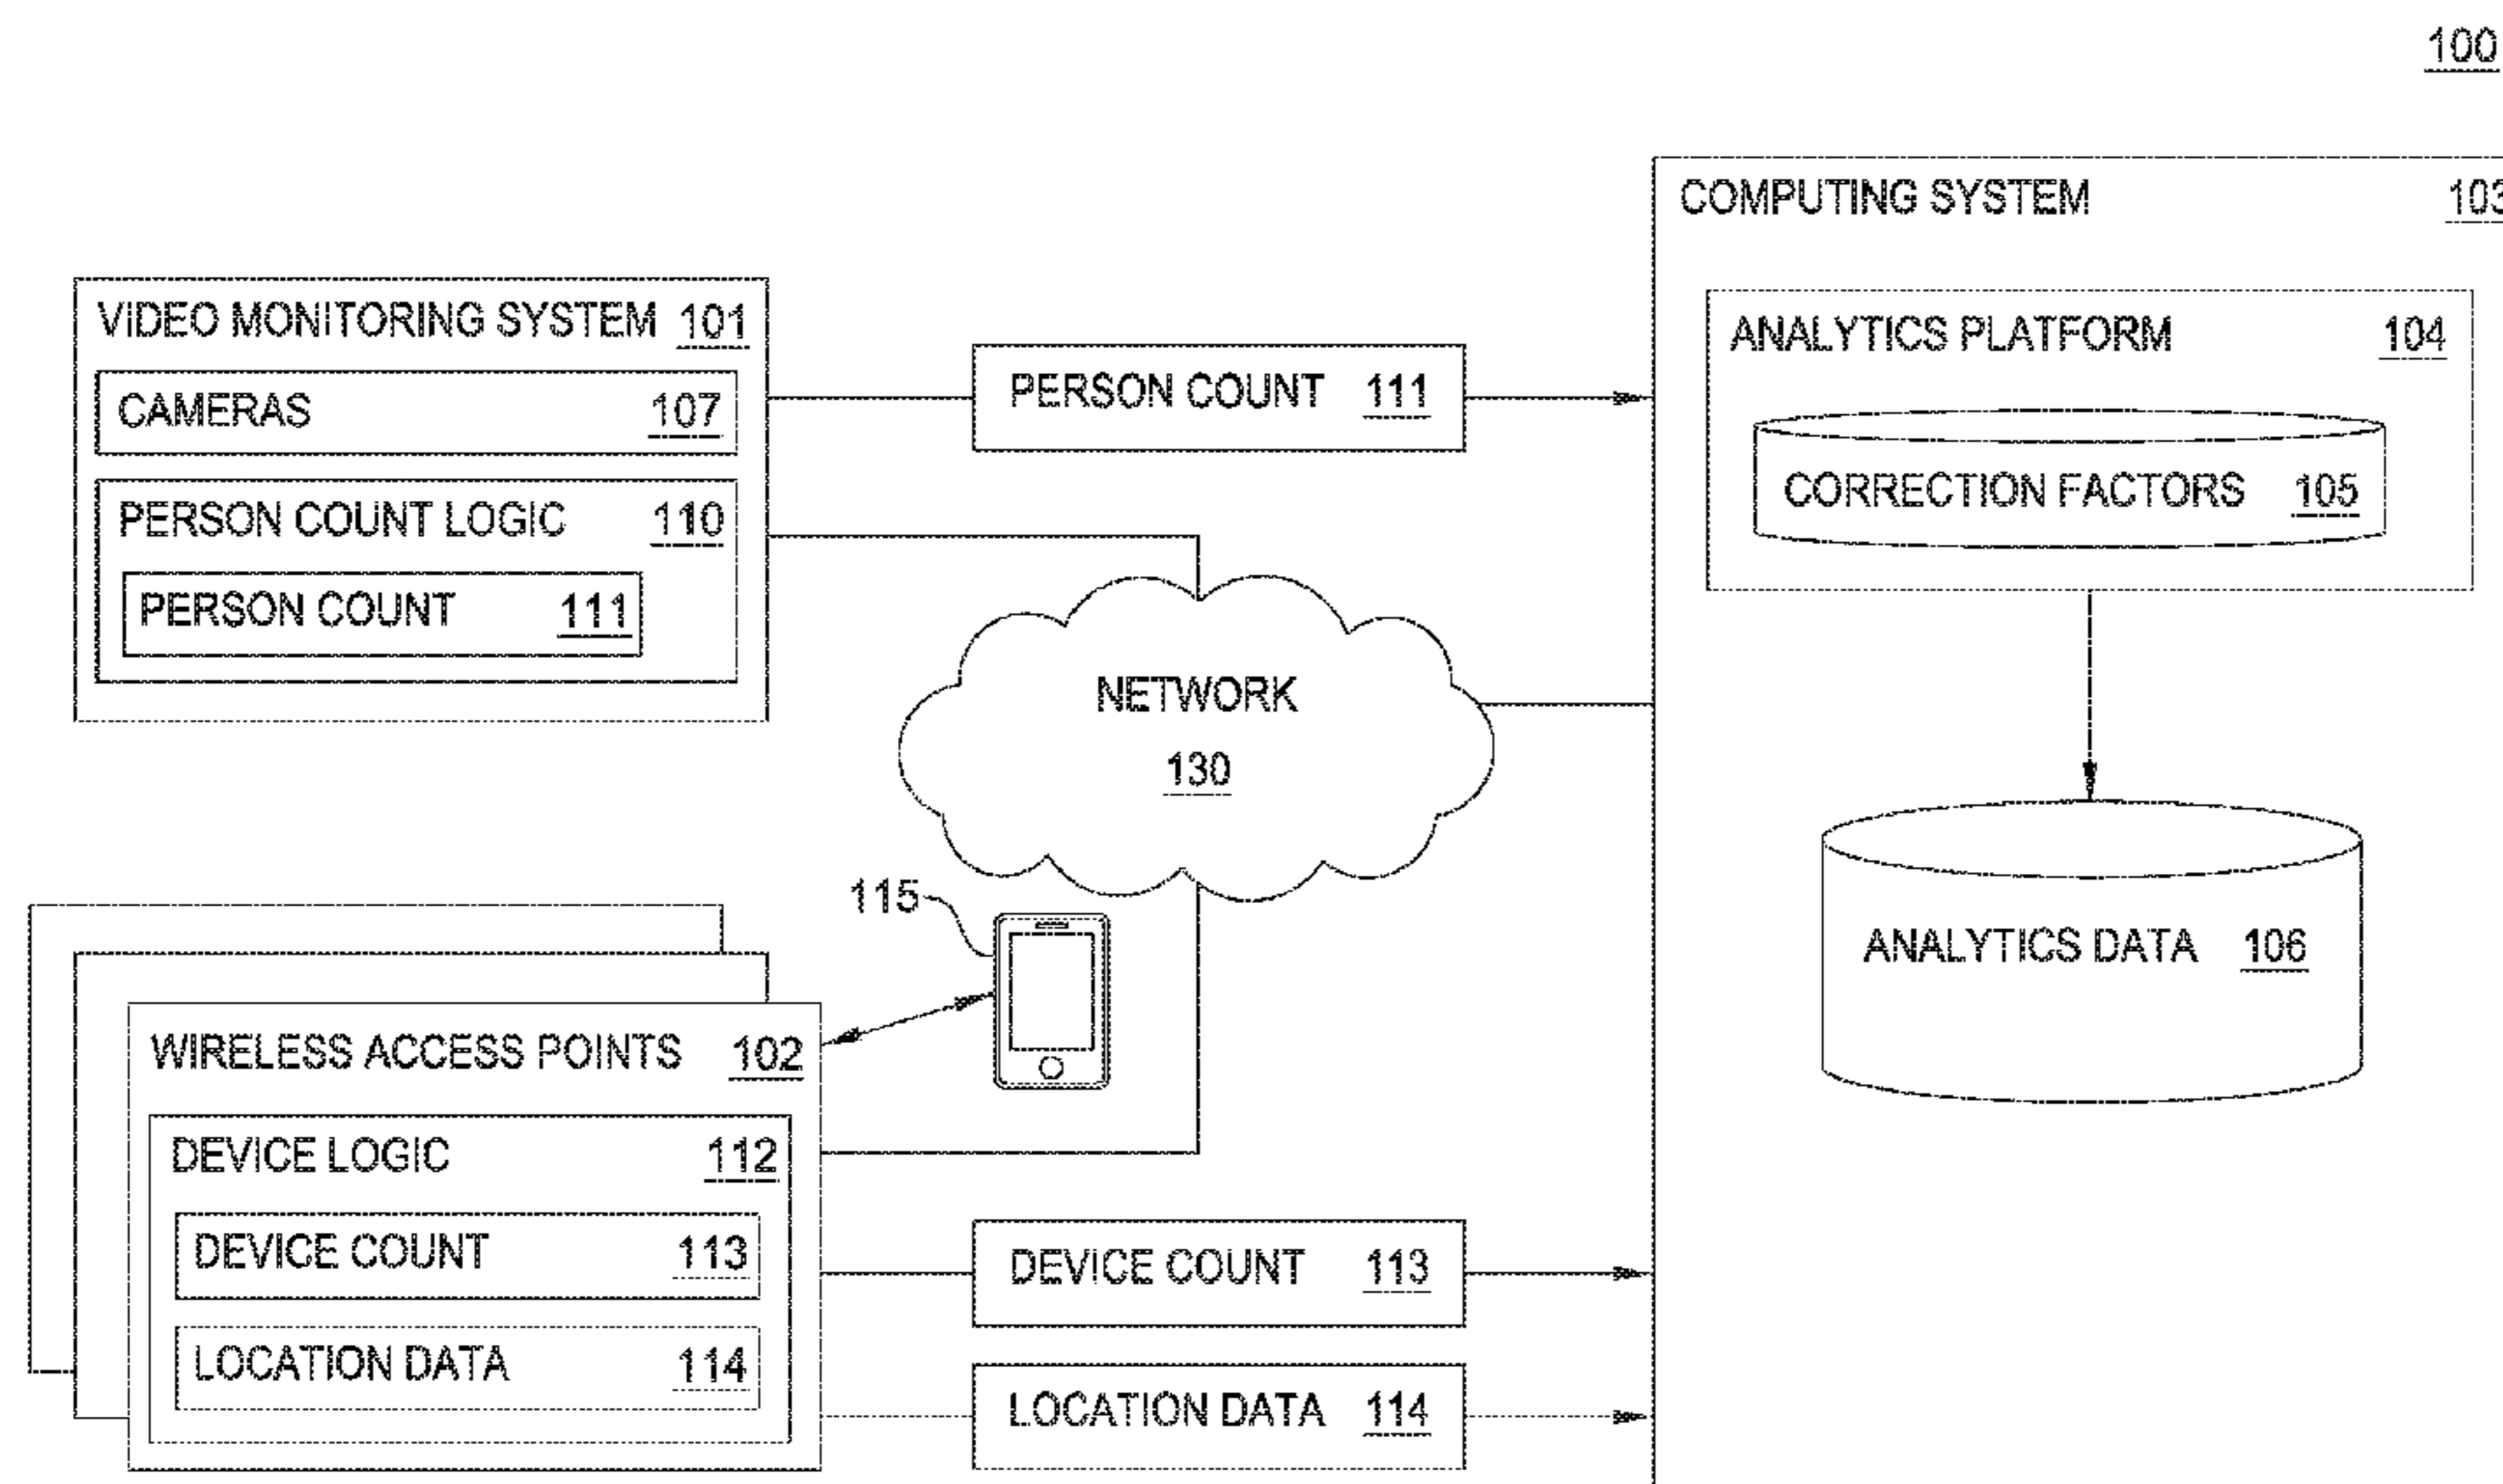 100
COMPUTING SYSTEM 103
VIDEO MONITORING SYSTEM 101
CAMERAS 107
PERSON COUNT LOGIC 110
PERSON COUNT 111
PERSON COUNT 111
ANALYTICS PLATFORM 104
CORRECTION FACTORS 105
NETWORK
130
115
ANALYTICS DATA 106
WIRELESS ACCESS POINTS 102
DEVICE LOGIC 112
DEVICE COUNT 113
LOCATION DATA 114
DEVICE COUNT 113
LOCATION DATA 114